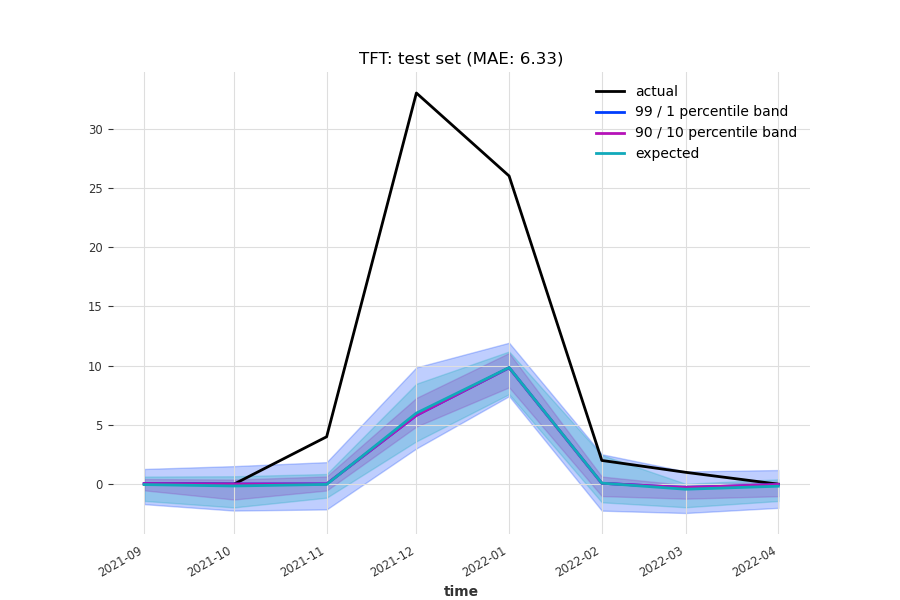 TFT: test set (MAE: 6.33)
actual
99 / 1 percentile band
90 / 10 percentile band
expected
30
25
20
15
10
5
0
2021-09
2021-10
2021-11
2021-12
2022-01
2022-02
2022-03
2022-04
time